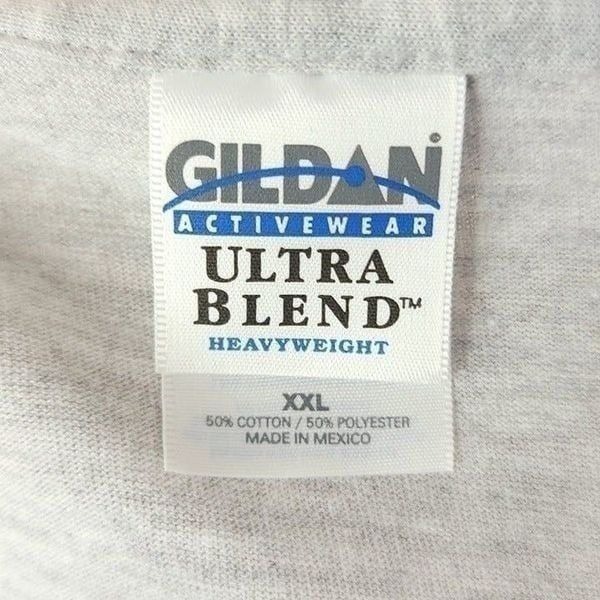 GILDAN®
ACTIVEWEAR
ULTRA
BLEND™
HEAVYWEIGHT
XXL
50% COTTON / 50% POLYESTER
MADE IN MEXICO